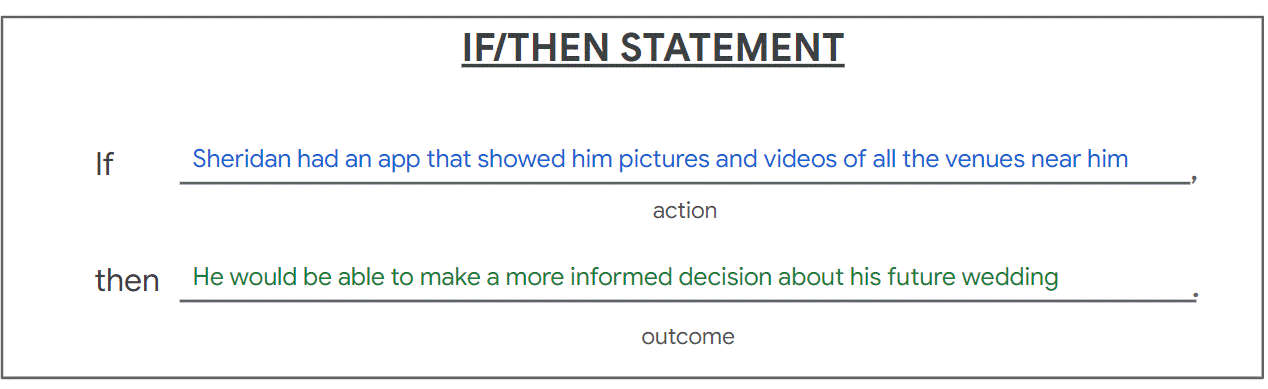 IF/THEN STATEMENT
If Sheridan had an app that showed him pictures and videos of all the venues near him,
action
then He would be able to make a more informed decision about his future wedding.
outcome